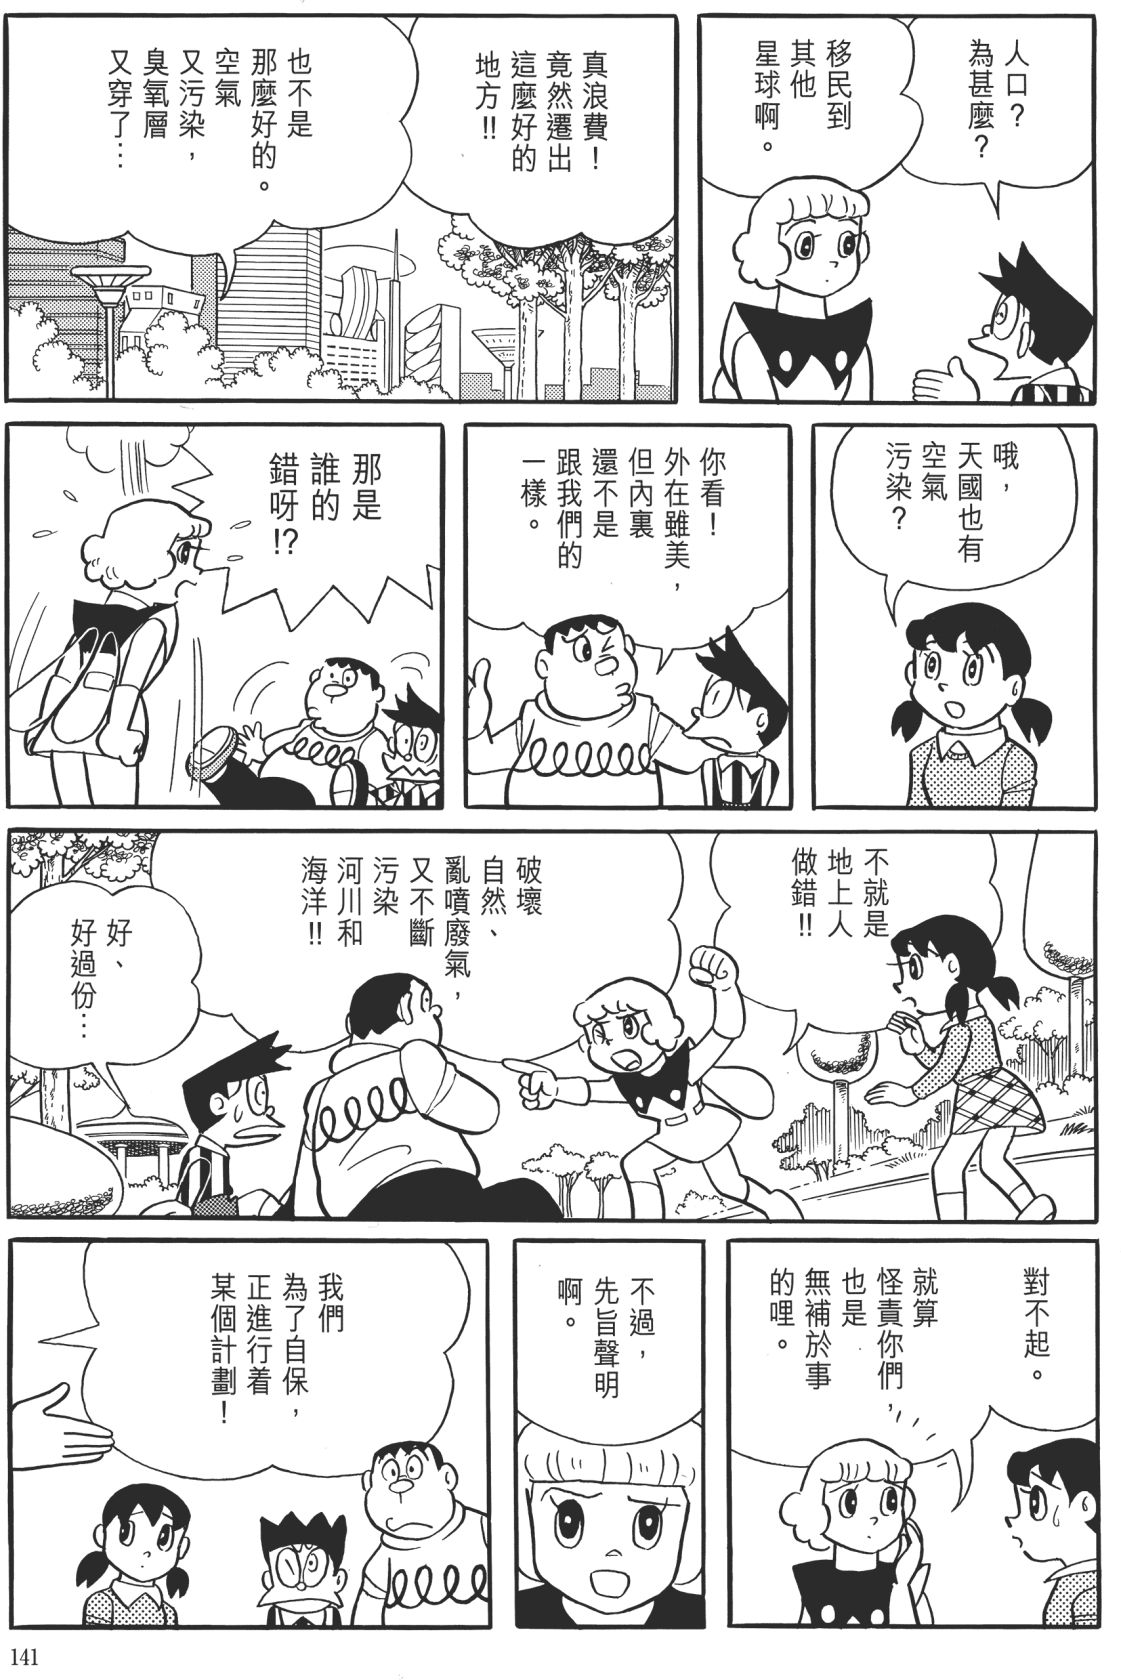 人口？
為甚麼？
移民到
其他
星球啊。
真浪費！
竟然遷出
這麼好的
地方！！
也不是
那麼好的。
空氣
又污染，
臭氧層
又穿了…
哦，
天國也有
空氣
污染？
你看！
外在雖美，
但內裏
還不是
跟我們的
一樣。
那是
誰的
錯呀！？
不就是
地上人
做錯！！
破壞
自然、
亂噴廢氣，
又不斷
污染
河川和
海洋！！
好、
好過份…
對不起。
就算
怪責你們，
也是
無補於事
的哩。
不過，
先旨聲明
啊。
我們
為了自保，
正進行着
某個計劃！
141